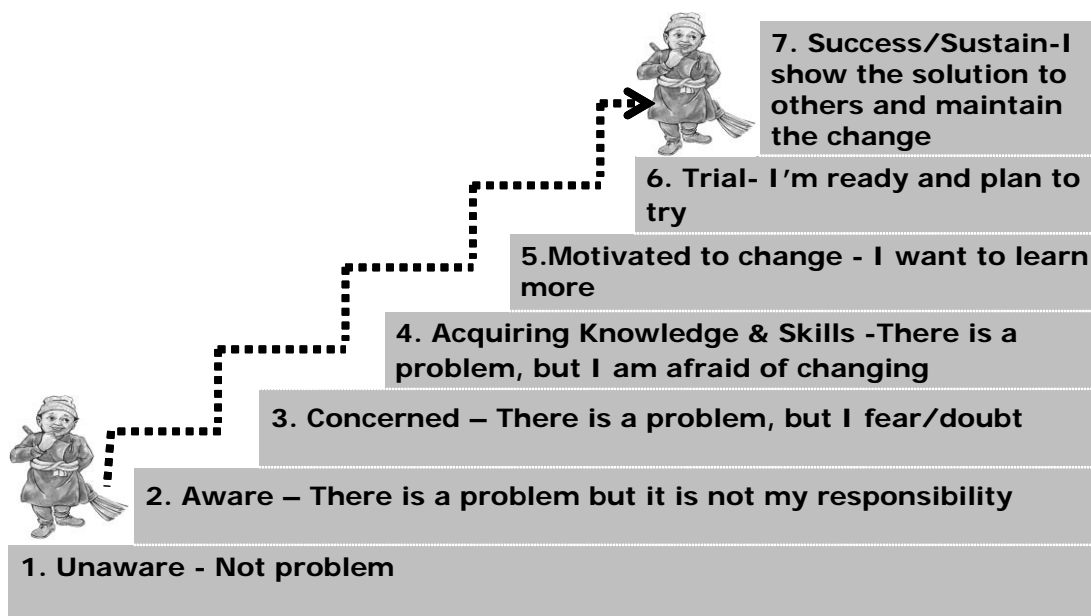 7. Success/Sustain-I
show the solution to
others and maintain
the change
6. Trial- I'm ready and plan to
try
5.Motivated to change - I want to learn
more
4. Acquiring Knowledge & Skills -There is a
problem, but I am afraid of changing
3. Concerned – There is a problem, but I fear/doubt
2. Aware – There is a problem but it is not my responsibility
1. Unaware - Not problem